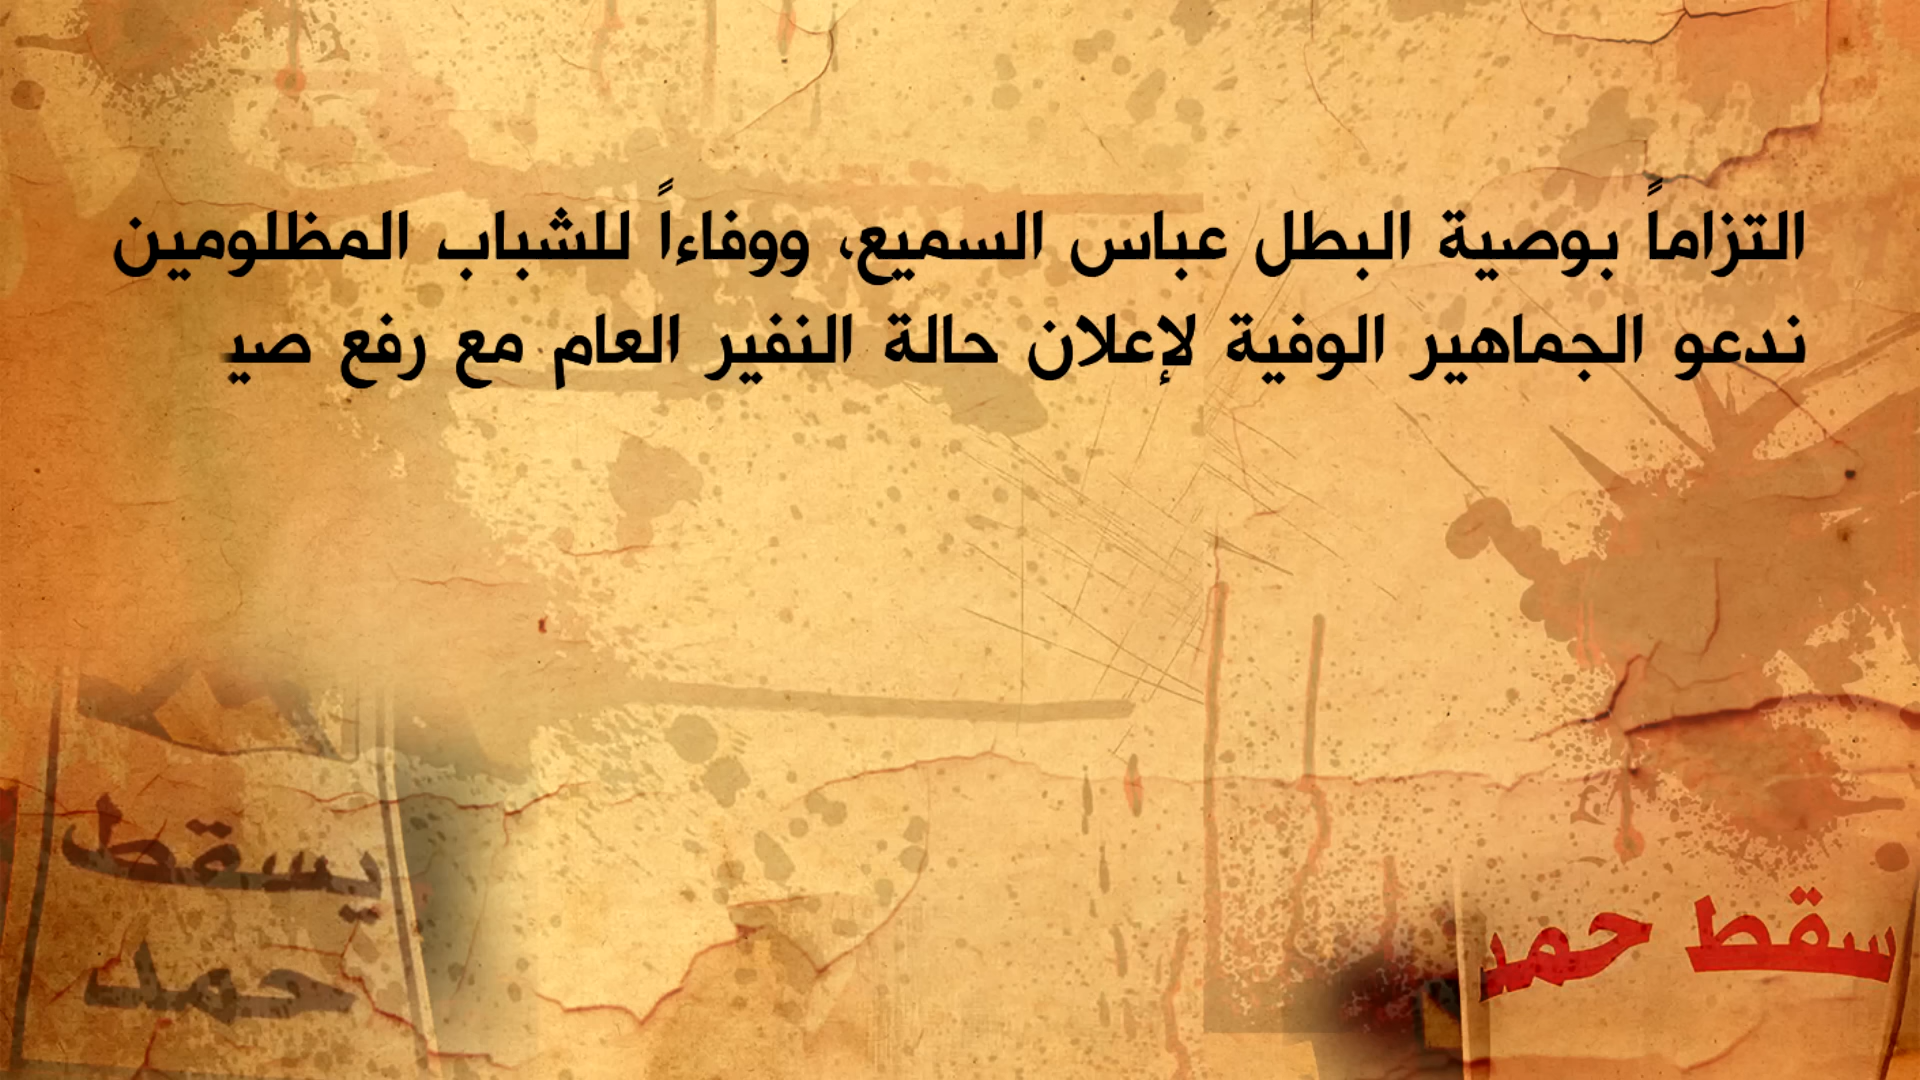 التزاماً بوصية البطل عباس السميع، ووفاءاً للشباب المظلومين
ندعو الجماهير الوفية لإعلان حالة النفير العام مع رفع صيـ
يسقط
حمد
سقط حمد